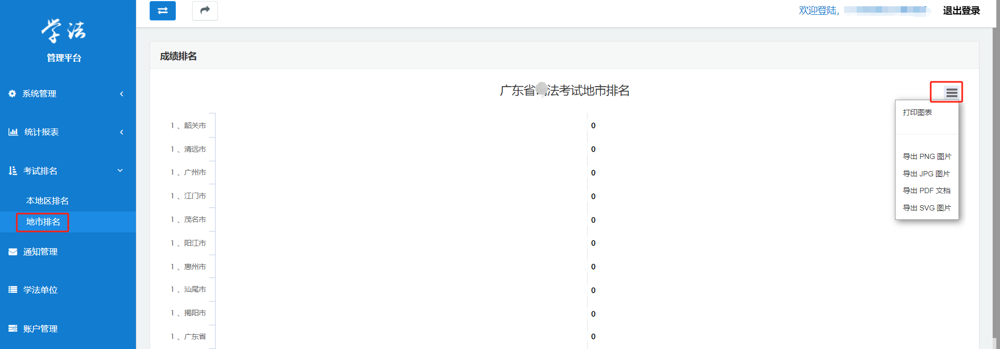 学法
管理平台
系统管理
统计报表
考试排名
本地区排名
地市排名
通知管理
学法单位
账户管理
欢迎登陆,
退出登录
成绩排名
广东省 法考试地市排名
打印图表
导出 PNG 图片
导出 JPG 图片
导出 PDF 文档
导出 SVG 图片
1 、韶关市 0
1 、清远市 0
1 、广州市 0
1 、江门市 0
1 、茂名市 0
1 、阳江市 0
1 、惠州市 0
1 、汕尾市 0
1 、揭阳市 0
1 、广东省 0